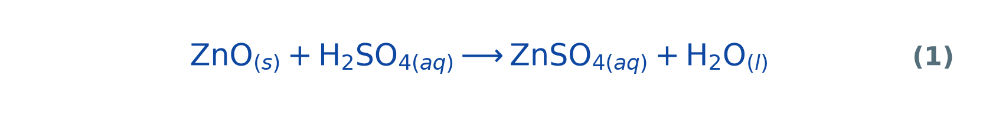 ZnO₍s₎ + H₂SO₄₍aq₎ ⟶ ZnSO₄₍aq₎ + H₂O₍l₎ (1)